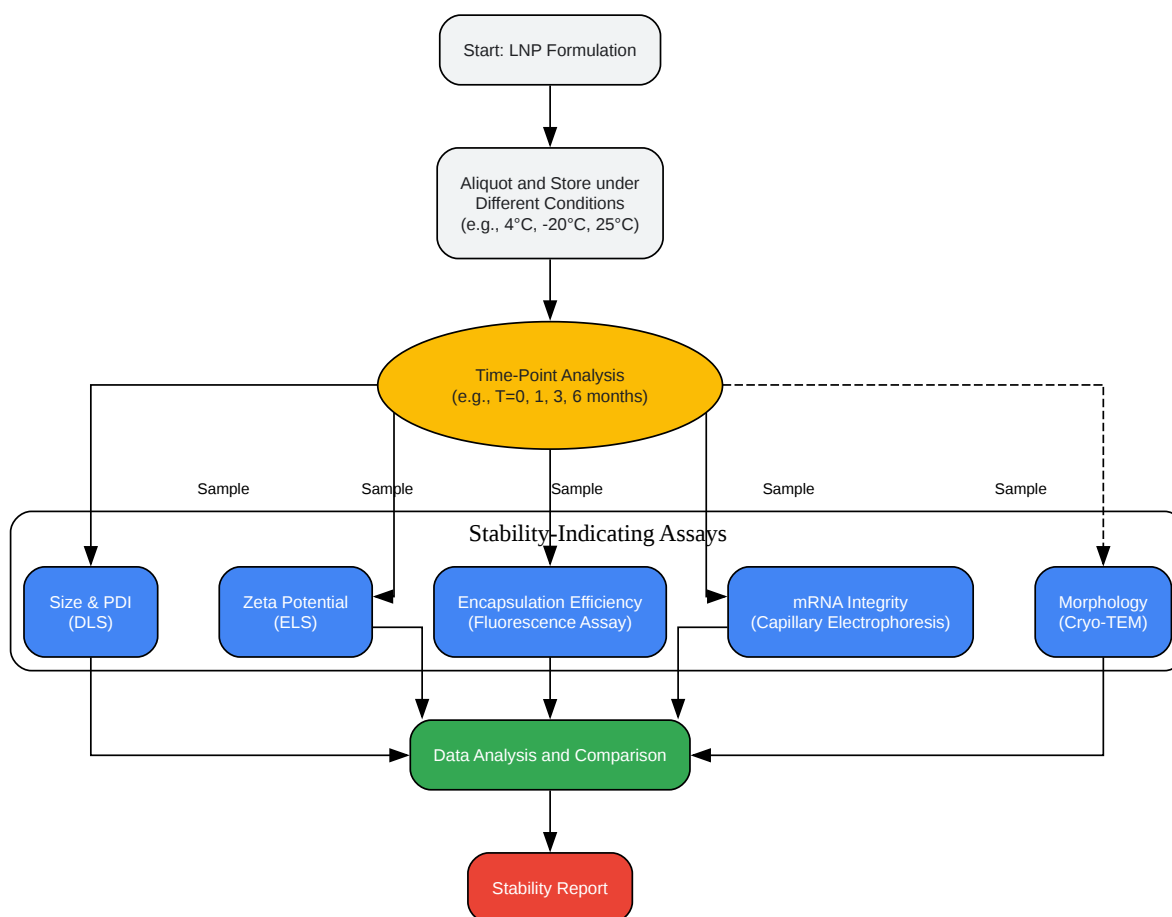 Start: LNP Formulation
Aliquot and Store under
Different Conditions
(e.g., 4°C, -20°C, 25°C)
Time-Point Analysis
(e.g., T=0, 1, 3, 6 months)
Sample
Sample
Sample
Sample
Sample
Stability-Indicating Assays
Size & PDI
(DLS)
Zeta Potential
(ELS)
Encapsulation Efficiency
(Fluorescence Assay)
mRNA Integrity
(Capillary Electrophoresis)
Morphology
(Cryo-TEM)
Data Analysis and Comparison
Stability Report